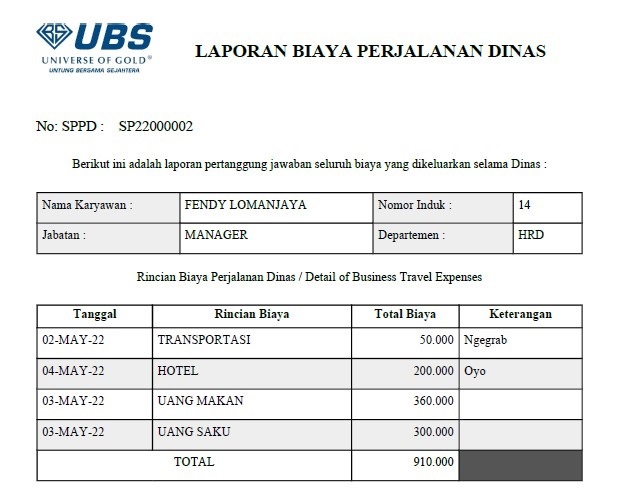 UBS
UNIVERSE OF GOLD®
UNTUNG BERSAMA SEJAHTERA
LAPORAN BIAYA PERJALANAN DINAS
No: SPPD : SP22000002
Berikut ini adalah laporan pertanggung jawaban seluruh biaya yang dikeluarkan selama Dinas :
Nama Karyawan : FENDY LOMANJAYA Nomor Induk : 14
Jabatan : MANAGER Departemen : HRD
Rincian Biaya Perjalanan Dinas / Detail of Business Travel Expenses
Tanggal Rincian Biaya Total Biaya Keterangan
02-MAY-22 TRANSPORTASI 50.000 Ngegrab
04-MAY-22 HOTEL 200.000 Oyo
03-MAY-22 UANG MAKAN 360.000
03-MAY-22 UANG SAKU 300.000
TOTAL 910.000